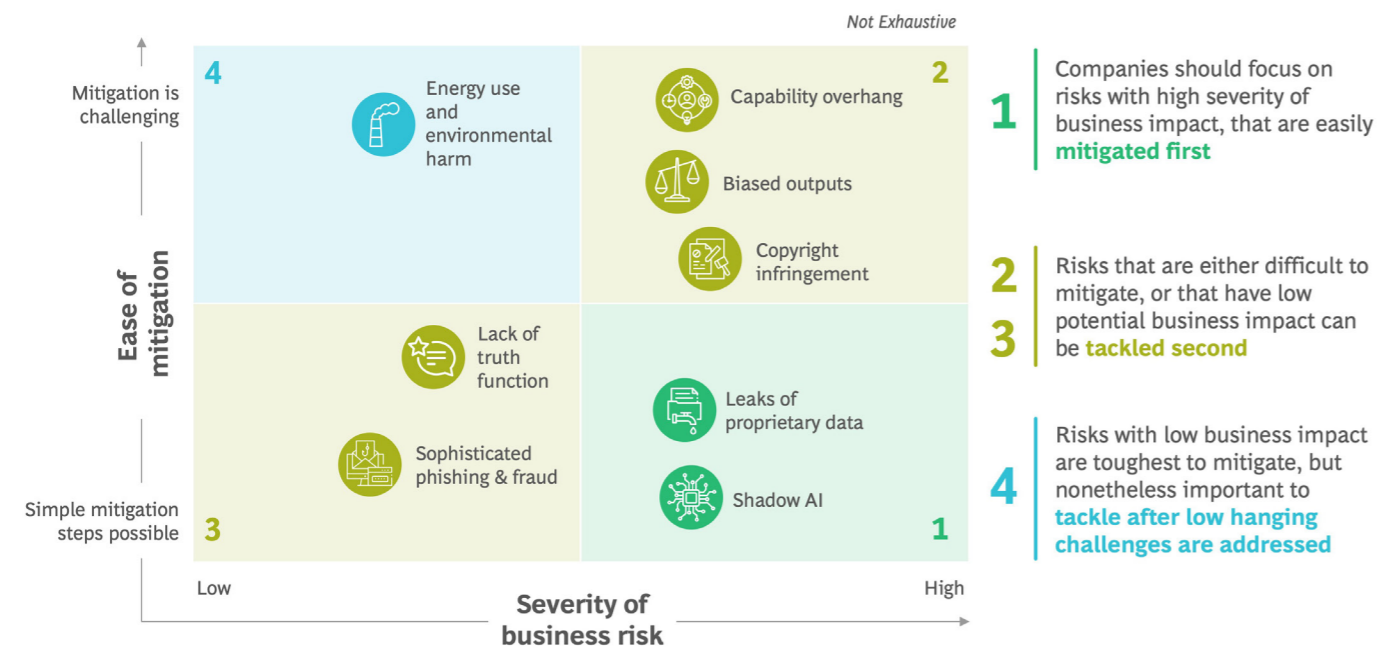 Not Exhaustive
Mitigation is
challenging
Ease of
mitigation
Simple mitigation
steps possible
4
Energy use
and
environmental
harm
2
Capability overhang
Biased outputs
Copyright
infringement
Lack of
truth
function
Sophisticated
phishing & fraud
3
Leaks of
proprietary data
Shadow AI
1
Low
High
Severity of
business risk
1
Companies should focus on
risks with high severity of
business impact, that are easily
mitigated first
2
3
Risks that are either difficult to
mitigate, or that have low
potential business impact can
be tackled second
4
Risks with low business impact
are toughest to mitigate, but
nonetheless important to
tackle after low hanging
challenges are addressed